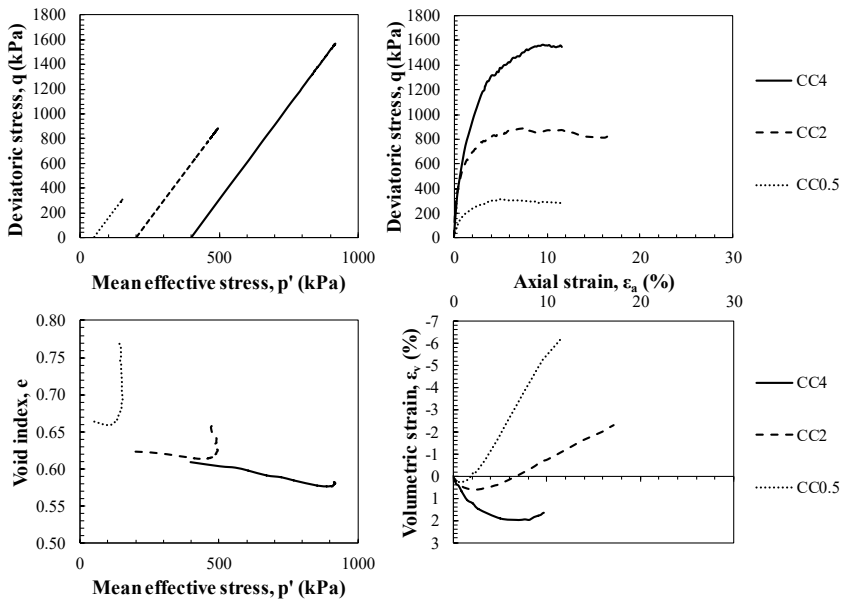 1800
1600
1400
1200
1000
800
600
400
200
0
Deviatoric stress, q (kPa)
0 500 1000
Mean effective stress, p' (kPa)
1800
1600
1400
1200
1000
800
600
400
200
0
Deviatoric stress, q (kPa)
0 10 20 30
Axial strain, εa (%)
CC4
CC2
CC0.5
0.80
0.75
0.70
0.65
0.60
0.55
0.50
Void index, e
0 500 1000
Mean effective stress, p' (kPa)
0 10 20 30
-7
-6
-5
-4
-3
-2
-1
0
1
2
3
Volumetric strain, εv (%)
CC4
CC2
CC0.5